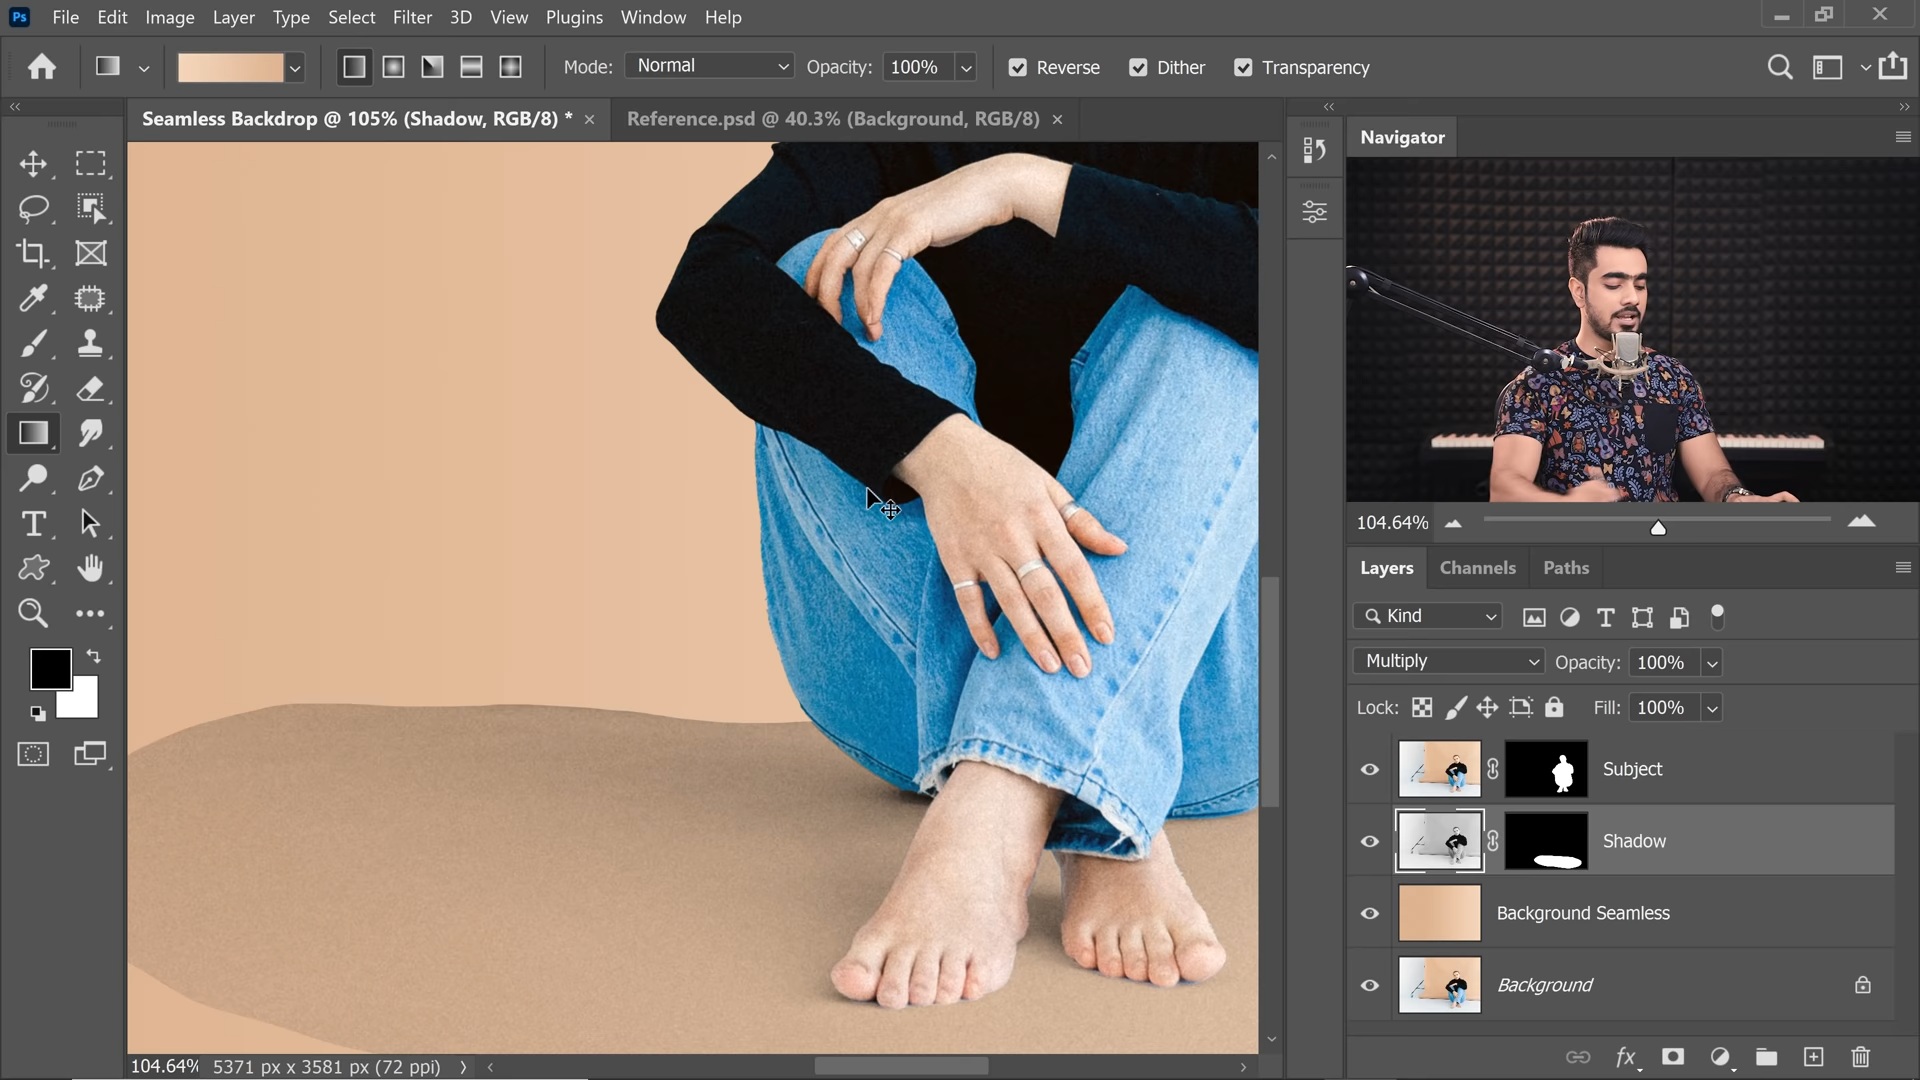 Ps File Edit Image Layer Type Select Filter 3D View Plugins Window Help
Mode: Normal Opacity: 100% Reverse Dither Transparency
Seamless Backdrop @ 105% (Shadow, RGB/8) * × Reference.psd @ 40.3% (Background, RGB/8) ×
Navigator
104.64%
Layers Channels Paths
Kind
Multiply Opacity: 100%
Lock: Fill: 100%
Subject
Shadow
Background Seamless
Background
fx
104.64% 5371 px x 3581 px (72 ppi)